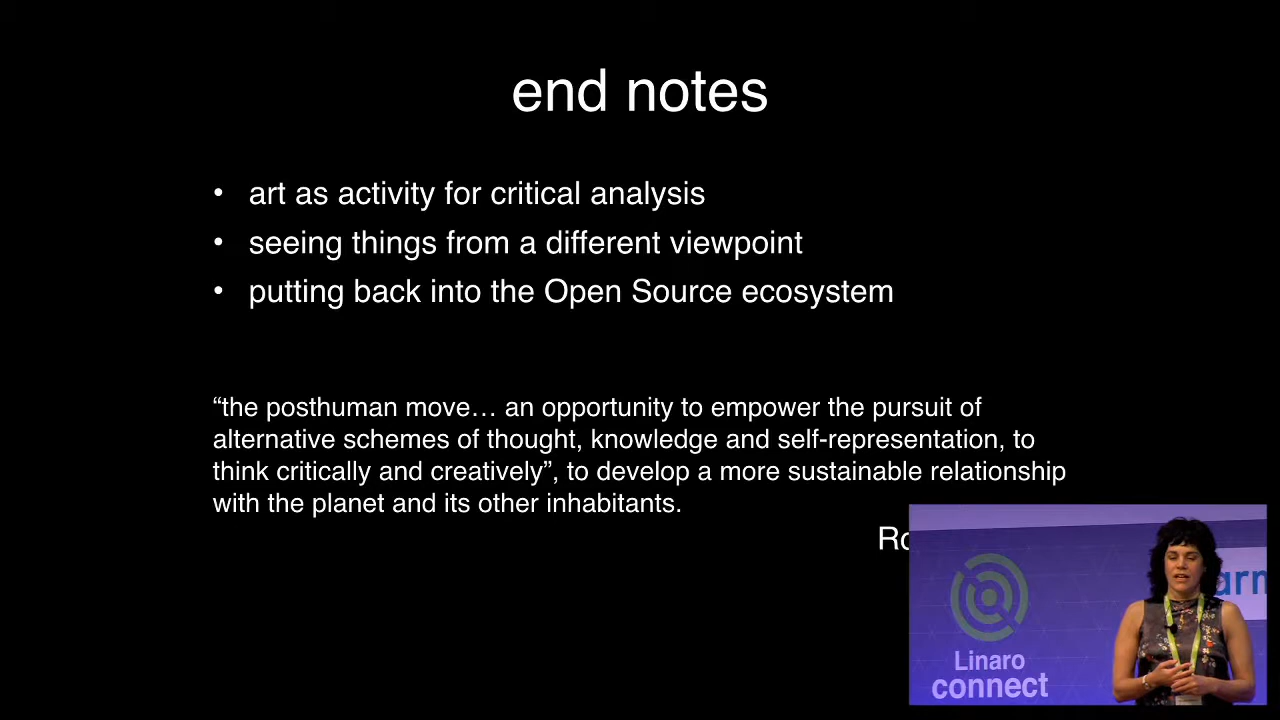 end notes
• art as activity for critical analysis
• seeing things from a different viewpoint
• putting back into the Open Source ecosystem
“the posthuman move… an opportunity to empower the pursuit of
alternative schemes of thought, knowledge and self-representation, to
think critically and creatively”, to develop a more sustainable relationship
with the planet and its other inhabitants.
Linaro
connect